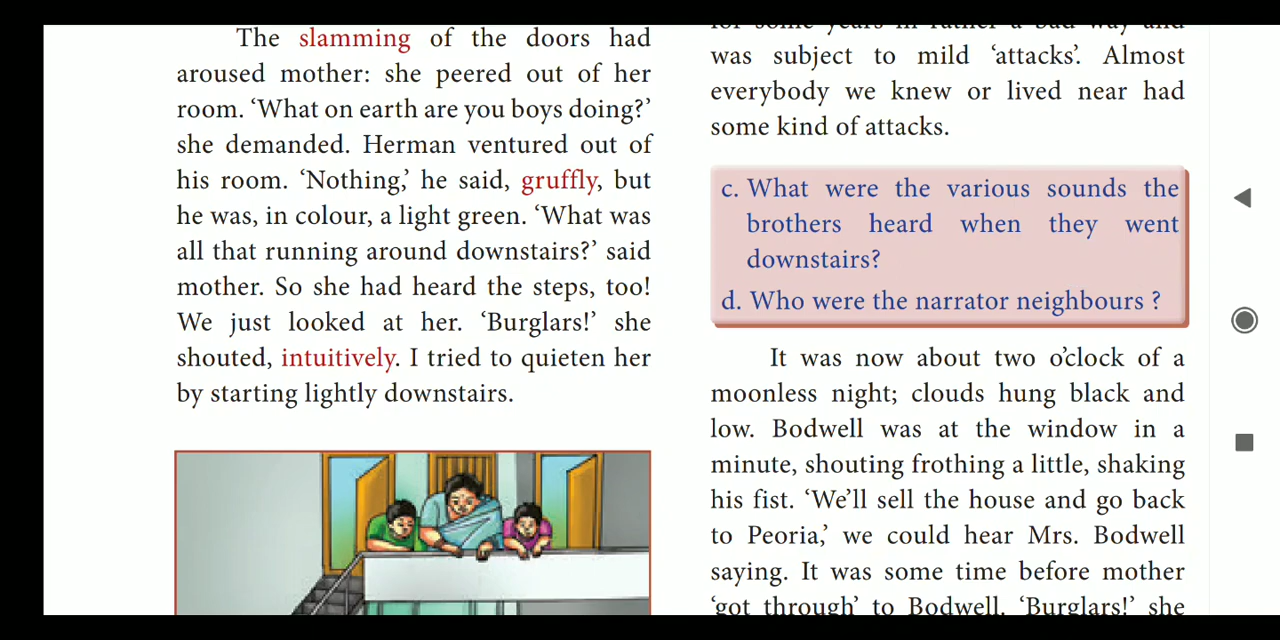 The slamming of the doors had
aroused mother: she peered out of her
room. ‘What on earth are you boys doing?’
she demanded. Herman ventured out of
his room. ‘Nothing,’ he said, gruffly, but
he was, in colour, a light green. ‘What was
all that running around downstairs?’ said
mother. So she had heard the steps, too!
We just looked at her. ‘Burglars!’ she
shouted, intuitively. I tried to quieten her
by starting lightly downstairs.
for some years in rather a bad way and
was subject to mild ‘attacks’. Almost
everybody we knew or lived near had
some kind of attacks.
c. What were the various sounds the
brothers heard when they went
downstairs?
d. Who were the narrator neighbours ?
It was now about two o’clock of a
moonless night; clouds hung black and
low. Bodwell was at the window in a
minute, shouting frothing a little, shaking
his fist. ‘We’ll sell the house and go back
to Peoria,’ we could hear Mrs. Bodwell
saying. It was some time before mother
‘got through’ to Bodwell. ‘Burglars!’ she